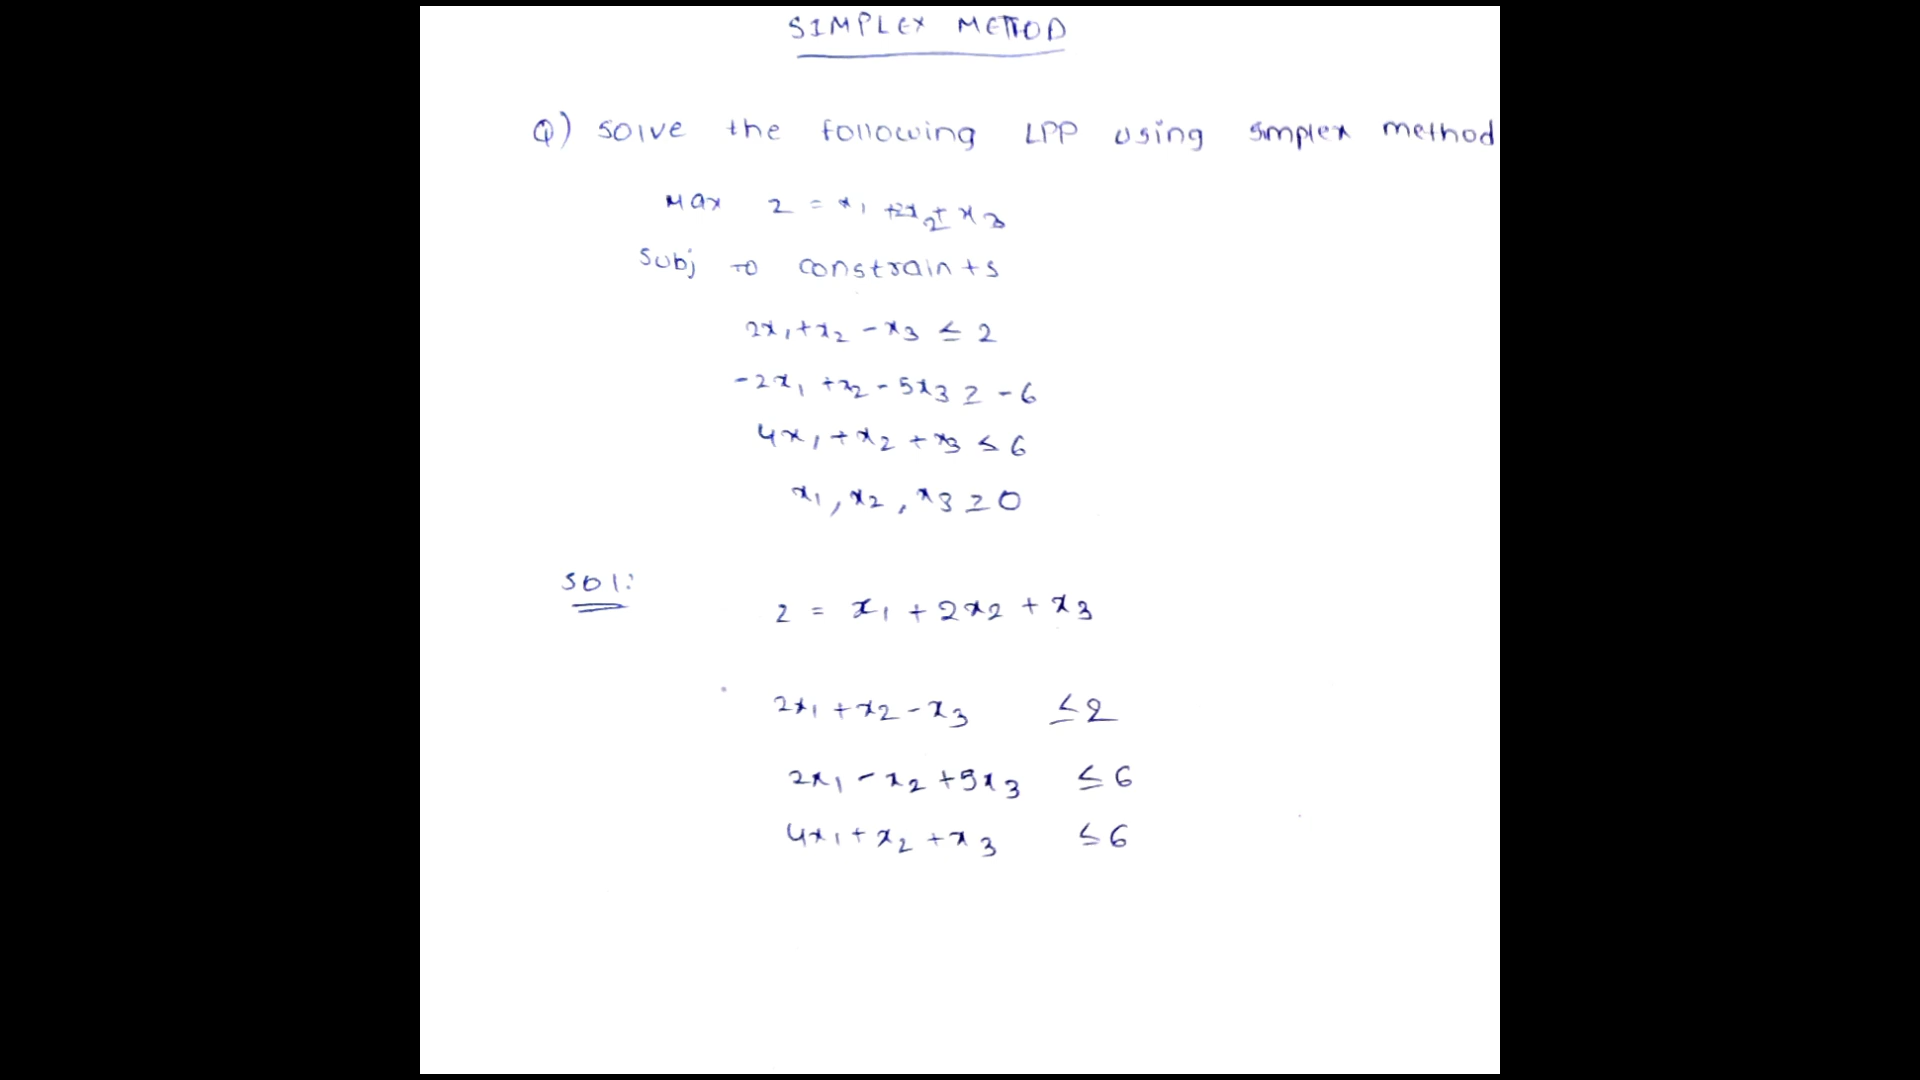 SIMPLEX METHOD
Q) Solve the following LPP using simplex method
Max Z = x1 + 2x2 + x3
Subj To constraints
2x1 + x2 - x3 ≤ 2
-2x1 + x2 - 5x3 ≥ -6
4x1 + x2 + x3 ≤ 6
x1, x2, x3 ≥ 0
Sol:
Z = x1 + 2x2 + x3
2x1 + x2 - x3 ≤ 2
2x1 - x2 + 5x3 ≤ 6
4x1 + x2 + x3 ≤ 6